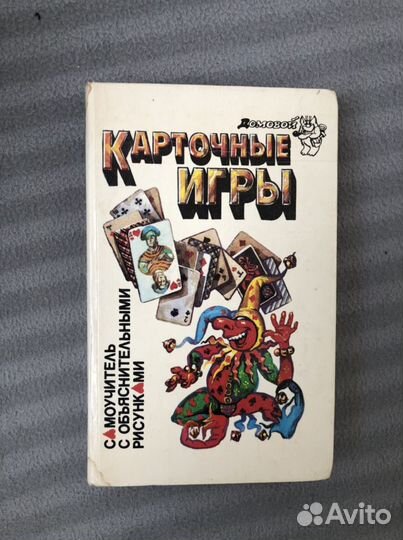 Домовой
Карточные
игры
Самоучитель
с объяснительными
рисунками
Avito